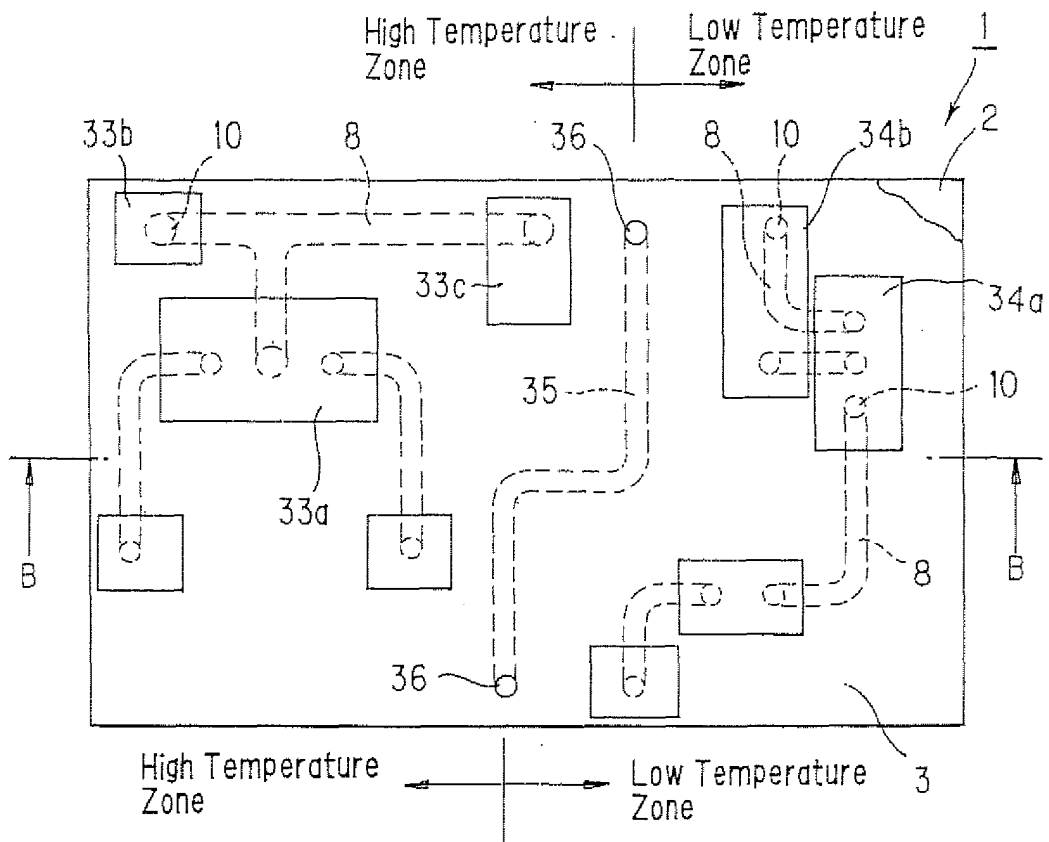 High Temperature
Zone
Low Temperature
Zone
1
33b
10
8
36
8
10
34b
2
33c
34a
35
10
33a
B
8
B
36
3
High Temperature
Zone
Low Temperature
Zone